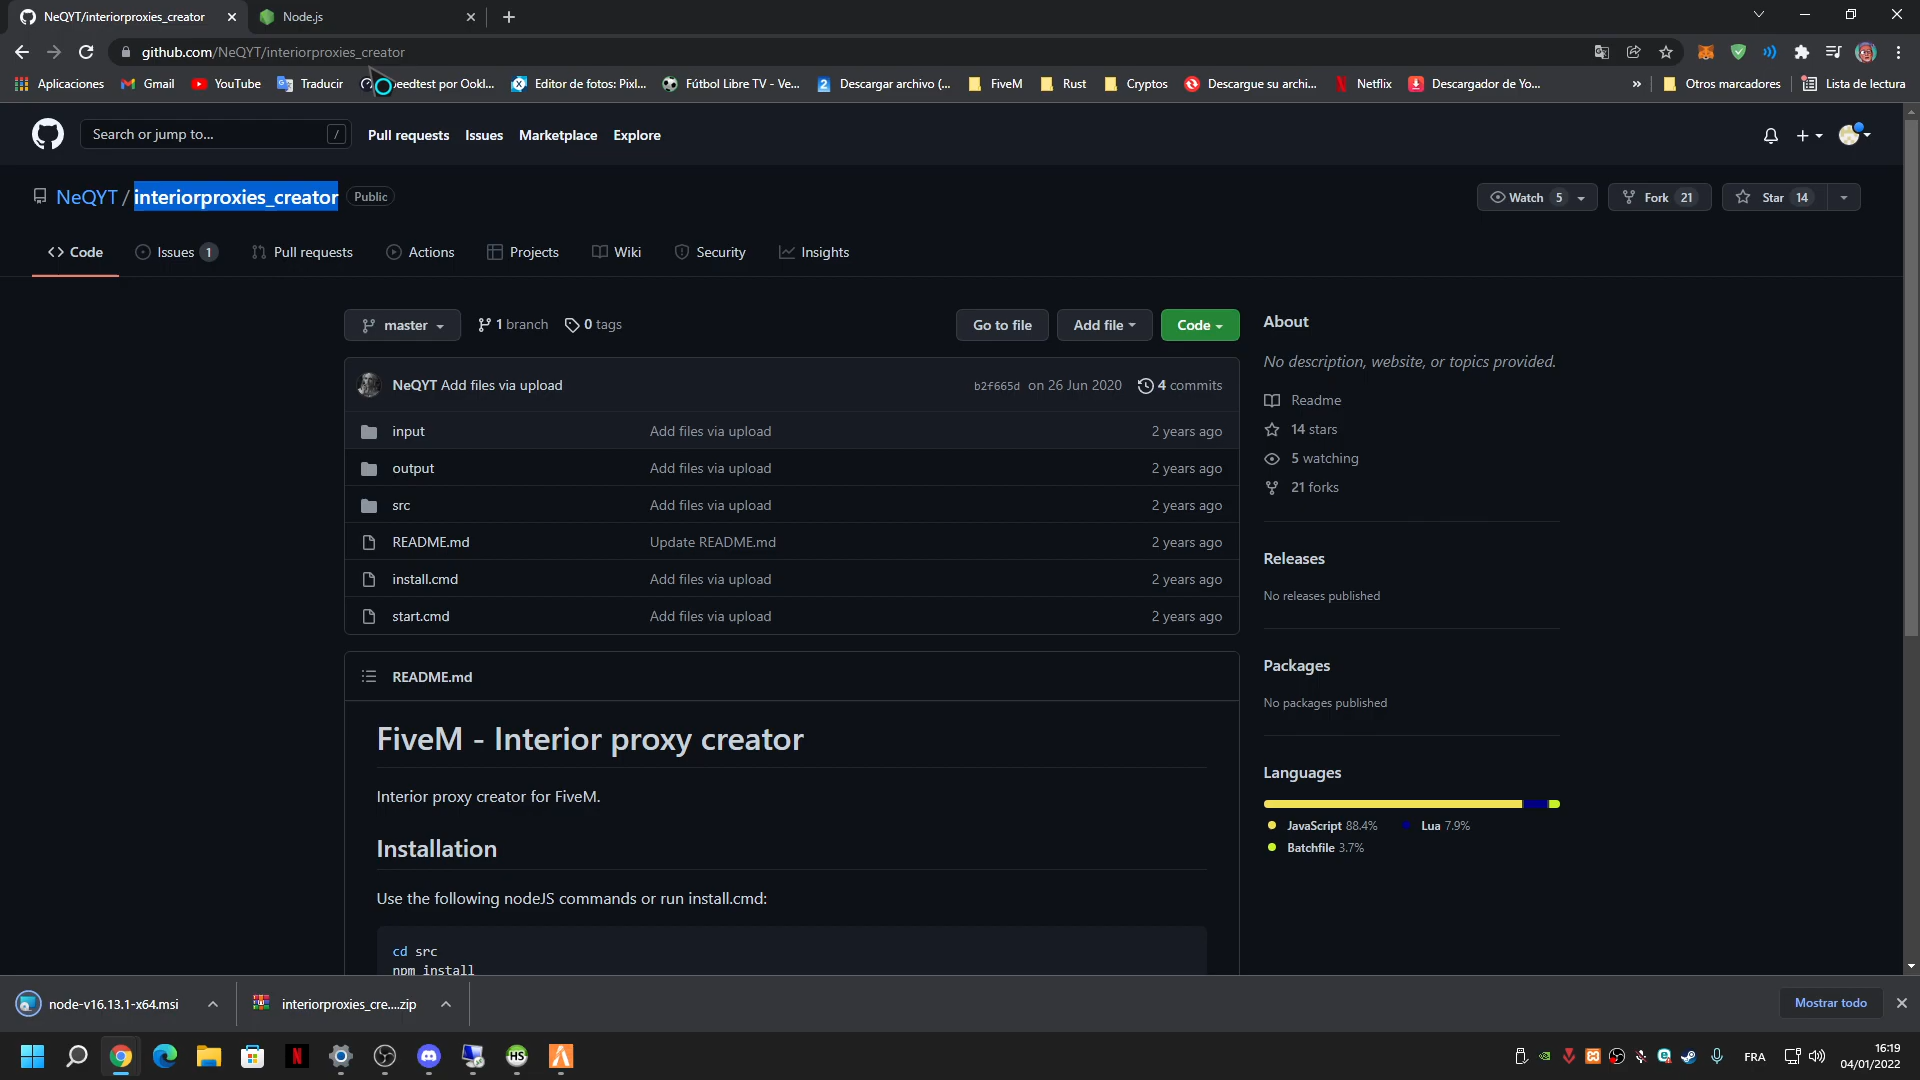 NeQYT/interiorproxies_creator
Node.js
github.com/NeQYT/interiorproxies_creator
Aplicaciones Gmail YouTube Traducir eedtest por Ookl... Editor de fotos: Pixl... Fútbol Libre TV - Ve... Descargar archivo (... FiveM Rust Cryptos Descargue su archi... Netflix Descargador de Yo... » Otros marcadores Lista de lectura
Search or jump to... / Pull requests Issues Marketplace Explore
NeQYT / interiorproxies_creator Public
Watch 5 Fork 21 Star 14
Code Issues 1 Pull requests Actions Projects Wiki Security Insights
master 1 branch 0 tags Go to file Add file Code
NeQYT Add files via upload b2f665d on 26 Jun 2020 4 commits
input Add files via upload 2 years ago
output Add files via upload 2 years ago
src Add files via upload 2 years ago
README.md Update README.md 2 years ago
install.cmd Add files via upload 2 years ago
start.cmd Add files via upload 2 years ago
README.md
FiveM - Interior proxy creator
Interior proxy creator for FiveM.
Installation
Use the following nodeJS commands or run install.cmd:
cd src
npm install
About
No description, website, or topics provided.
Readme
14 stars
5 watching
21 forks
Releases
No releases published
Packages
No packages published
Languages
JavaScript 88.4% Lua 7.9%
Batchfile 3.7%
node-v16.13.1-x64.msi interiorproxies_cre....zip Mostrar todo
FRA
16:19
04/01/2022